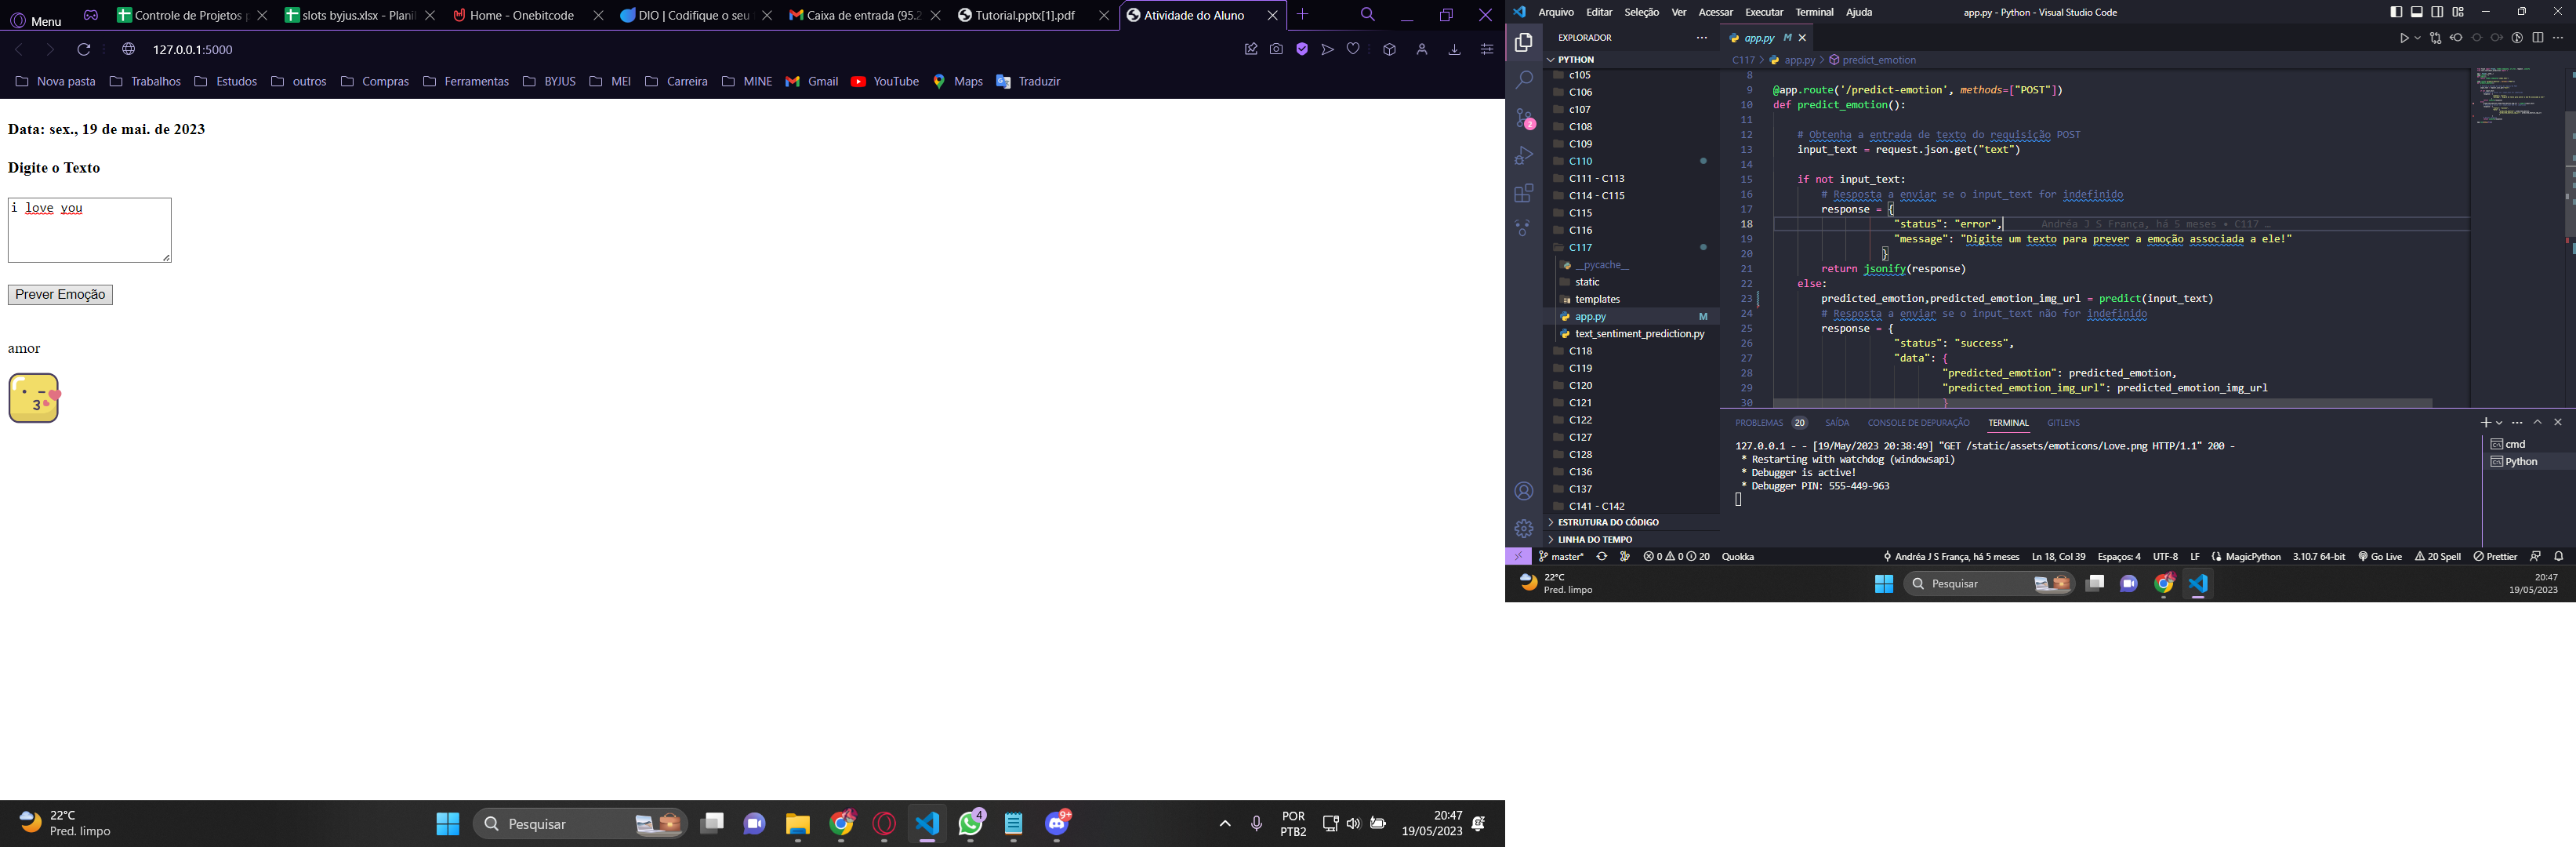 Menu
Controle de Projetos p
slots byjus.xlsx - Planil
Home - Onebitcode
DIO | Codifique o seu
Caixa de entrada (95.2
Tutorial.pptx[1].pdf
Atividade do Aluno
127.0.0.1:5000
Nova pasta
Trabalhos
Estudos
outros
Compras
Ferramentas
BYJUS
MEI
Carreira
MINE
Gmail
YouTube
Maps
Traduzir
Data: sex., 19 de mai. de 2023
Digite o Texto
i love you
Prever Emoção
amor
22°C
Pred. limpo
Pesquisar
4
9+
POR
PTB2
20:47
19/05/2023
Arquivo Editar Seleção Ver Acessar Executar Terminal Ajuda
app.py - Python - Visual Studio Code
EXPLORADOR
PYTHON
c105
C106
c107
C108
C109
C110
C111 - C113
C114 - C115
C115
C116
C117
__pycache__
static
templates
app.py M
text_sentiment_prediction.py
C118
C119
C120
C121
C122
C127
C128
C136
C137
C141 - C142
ESTRUTURA DO CÓDIGO
LINHA DO TEMPO
2
app.py M
C117 > app.py > predict_emotion
8
9 @app.route('/predict-emotion', methods=["POST"])
10 def predict_emotion():
11
12 # Obtenha a entrada de texto do requisição POST
13 input_text = request.json.get("text")
14
15 if not input_text:
16 # Resposta a enviar se o input_text for indefinido
17 response = {
18 "status": "error", Andréa J S França, há 5 meses • C117 …
19 "message": "Digite um texto para prever a emoção associada a ele!"
20 }
21 return jsonify(response)
22 else:
23 predicted_emotion,predicted_emotion_img_url = predict(input_text)
24 # Resposta a enviar se o input_text não for indefinido
25 response = {
26 "status": "success",
27 "data": {
28 "predicted_emotion": predicted_emotion,
29 "predicted_emotion_img_url": predicted_emotion_img_url
30 }
PROBLEMAS 20 SAÍDA CONSOLE DE DEPURAÇÃO TERMINAL GITLENS
127.0.0.1 - - [19/May/2023 20:38:49] "GET /static/assets/emoticons/Love.png HTTP/1.1" 200 -
* Restarting with watchdog (windowsapi)
* Debugger is active!
* Debugger PIN: 555-449-963
cmd
Python
master* 0 0 20 Quokka
Andréa J S França, há 5 meses Ln 18, Col 39 Espaços: 4 UTF-8 LF MagicPython 3.10.7 64-bit Go Live 20 Spell Prettier
22°C
Pred. limpo
Pesquisar
20:47
19/05/2023